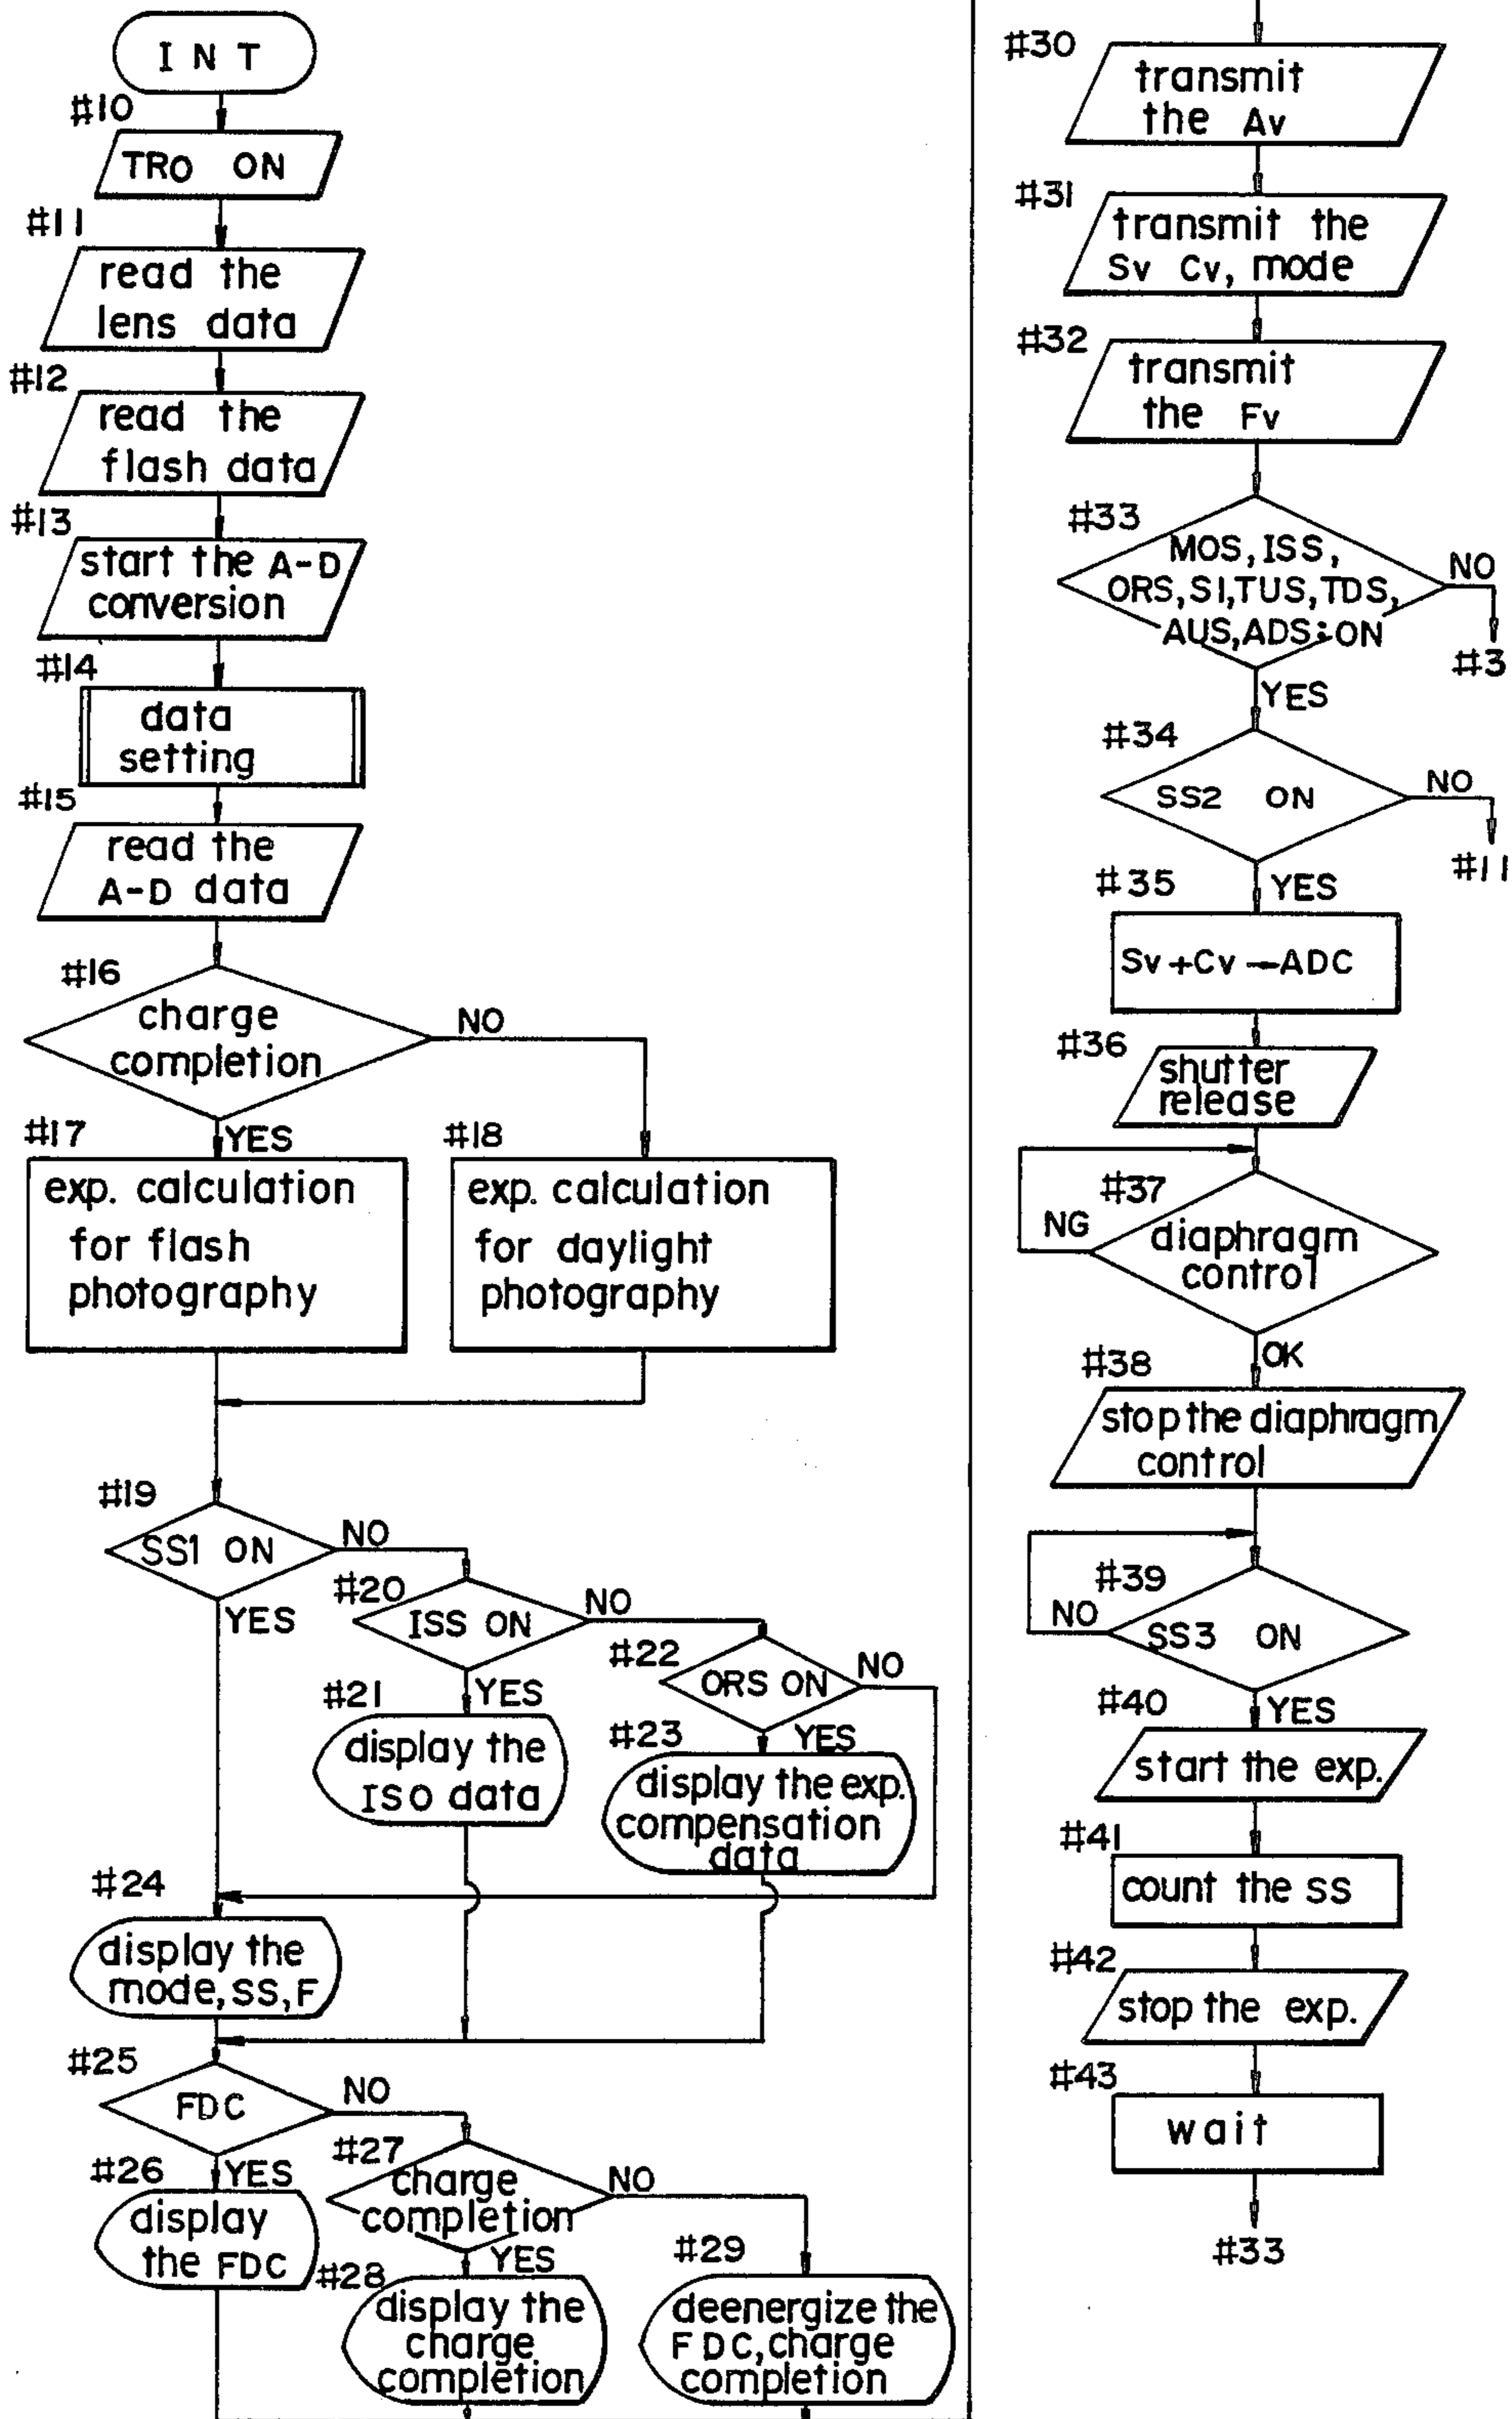 INT
#10
TRO ON
#11
read the
lens data
#12
read the
flash data
#13
start the A-D
conversion
#14
data
setting
#15
read the
A-D data
#16
charge
completion
NO
YES
#17
exp. calculation
for flash
photography
#18
exp. calculation
for daylight
photography
#19
SS1 ON
NO
YES
#20
ISS ON
NO
YES
#21
display the
ISO data
#22
ORS ON
NO
YES
#23
display the exp.
compensation
data
#24
display the
mode, SS, F
#25
FDC
NO
YES
#26
display
the FDC
#27
charge
completion
NO
YES
#28
display the
charge
completion
#29
deenergize the
FDC, charge
completion
#30
transmit
the Av
#31
transmit the
Sv Cv, mode
#32
transmit
the Fv
#33
MOS, ISS,
ORS, SI, TUS, TDS,
AUS, ADS: ON
NO
#3
YES
#34
SS2 ON
NO
#11
YES
#35
Sv+Cv→ADC
#36
shutter
release
#37
NG
diaphragm
control
OK
#38
stop the diaphragm
control
#39
NO
SS3 ON
YES
#40
start the exp.
#41
count the SS
#42
stop the exp.
#43
wait
#33